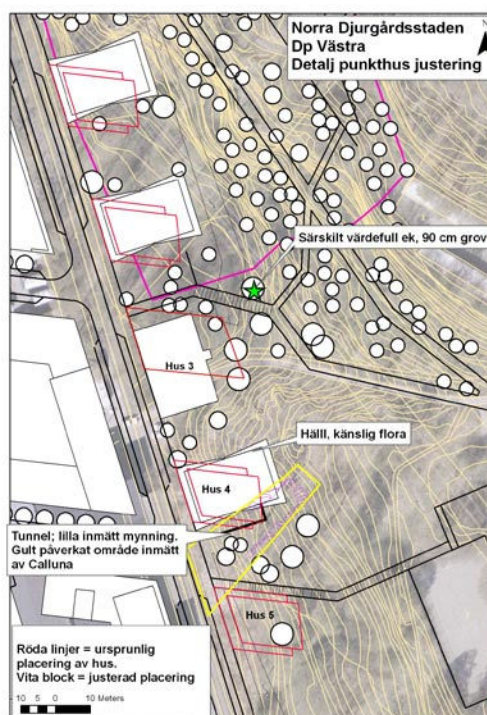 Norra Djurgårdsstaden
Dp Västra
Detalj punkthus justering
N
Särskilt värdefull ek, 90 cm grov
Hus 3
Hälll, känslig flora
Hus 4
Tunnel; lilla inmätt mynning.
Gult påverkat område inmätt
av Calluna
Hus 5
Röda linjer = ursprunglig
placering av hus.
Vita block = justerad placering
10 5 0 10 Meters